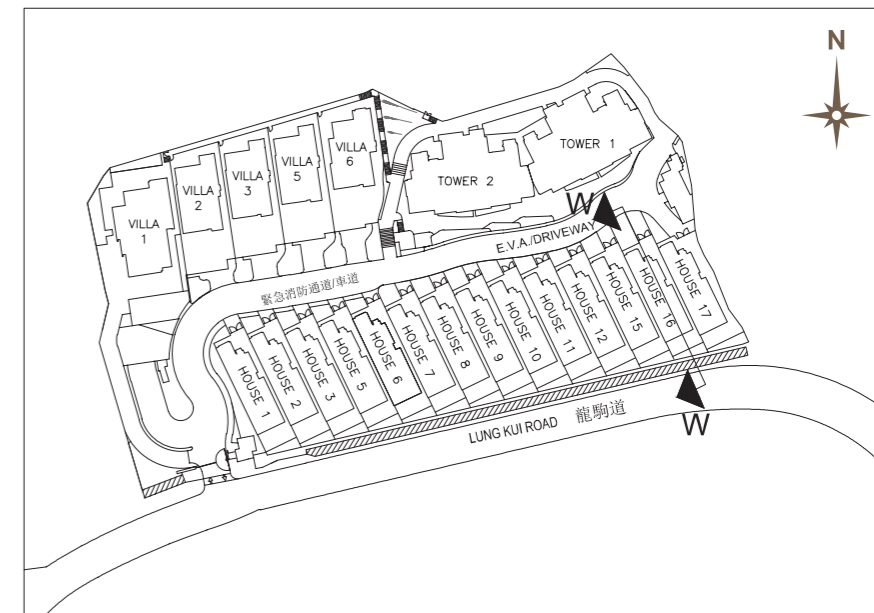 N
VILLA
1
VILLA
2
VILLA
3
VILLA
5
VILLA
6
TOWER 2
TOWER 1
W
E.V.A./DRIVEWAY
緊急消防通道/車道
HOUSE 1
HOUSE 2
HOUSE 3
HOUSE 5
HOUSE 6
HOUSE 7
HOUSE 8
HOUSE 9
HOUSE 10
HOUSE 11
HOUSE 12
HOUSE 15
HOUSE 16
HOUSE 17
LUNG KUI ROAD 龍駒道
W